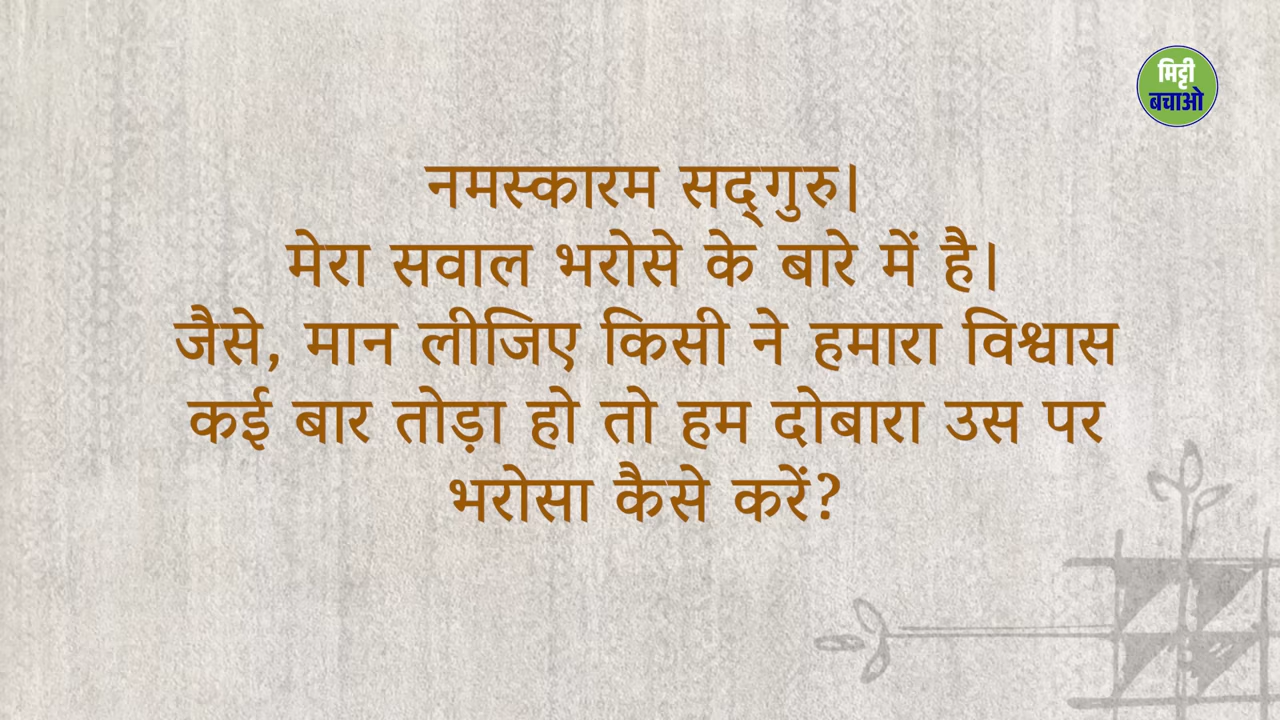 मिट्टी
बचाओ
नमस्कारम सद्गुरु।
मेरा सवाल भरोसे के बारे में है।
जैसे, मान लीजिए किसी ने हमारा विश्वास
कई बार तोड़ा हो तो हम दोबारा उस पर
भरोसा कैसे करें?